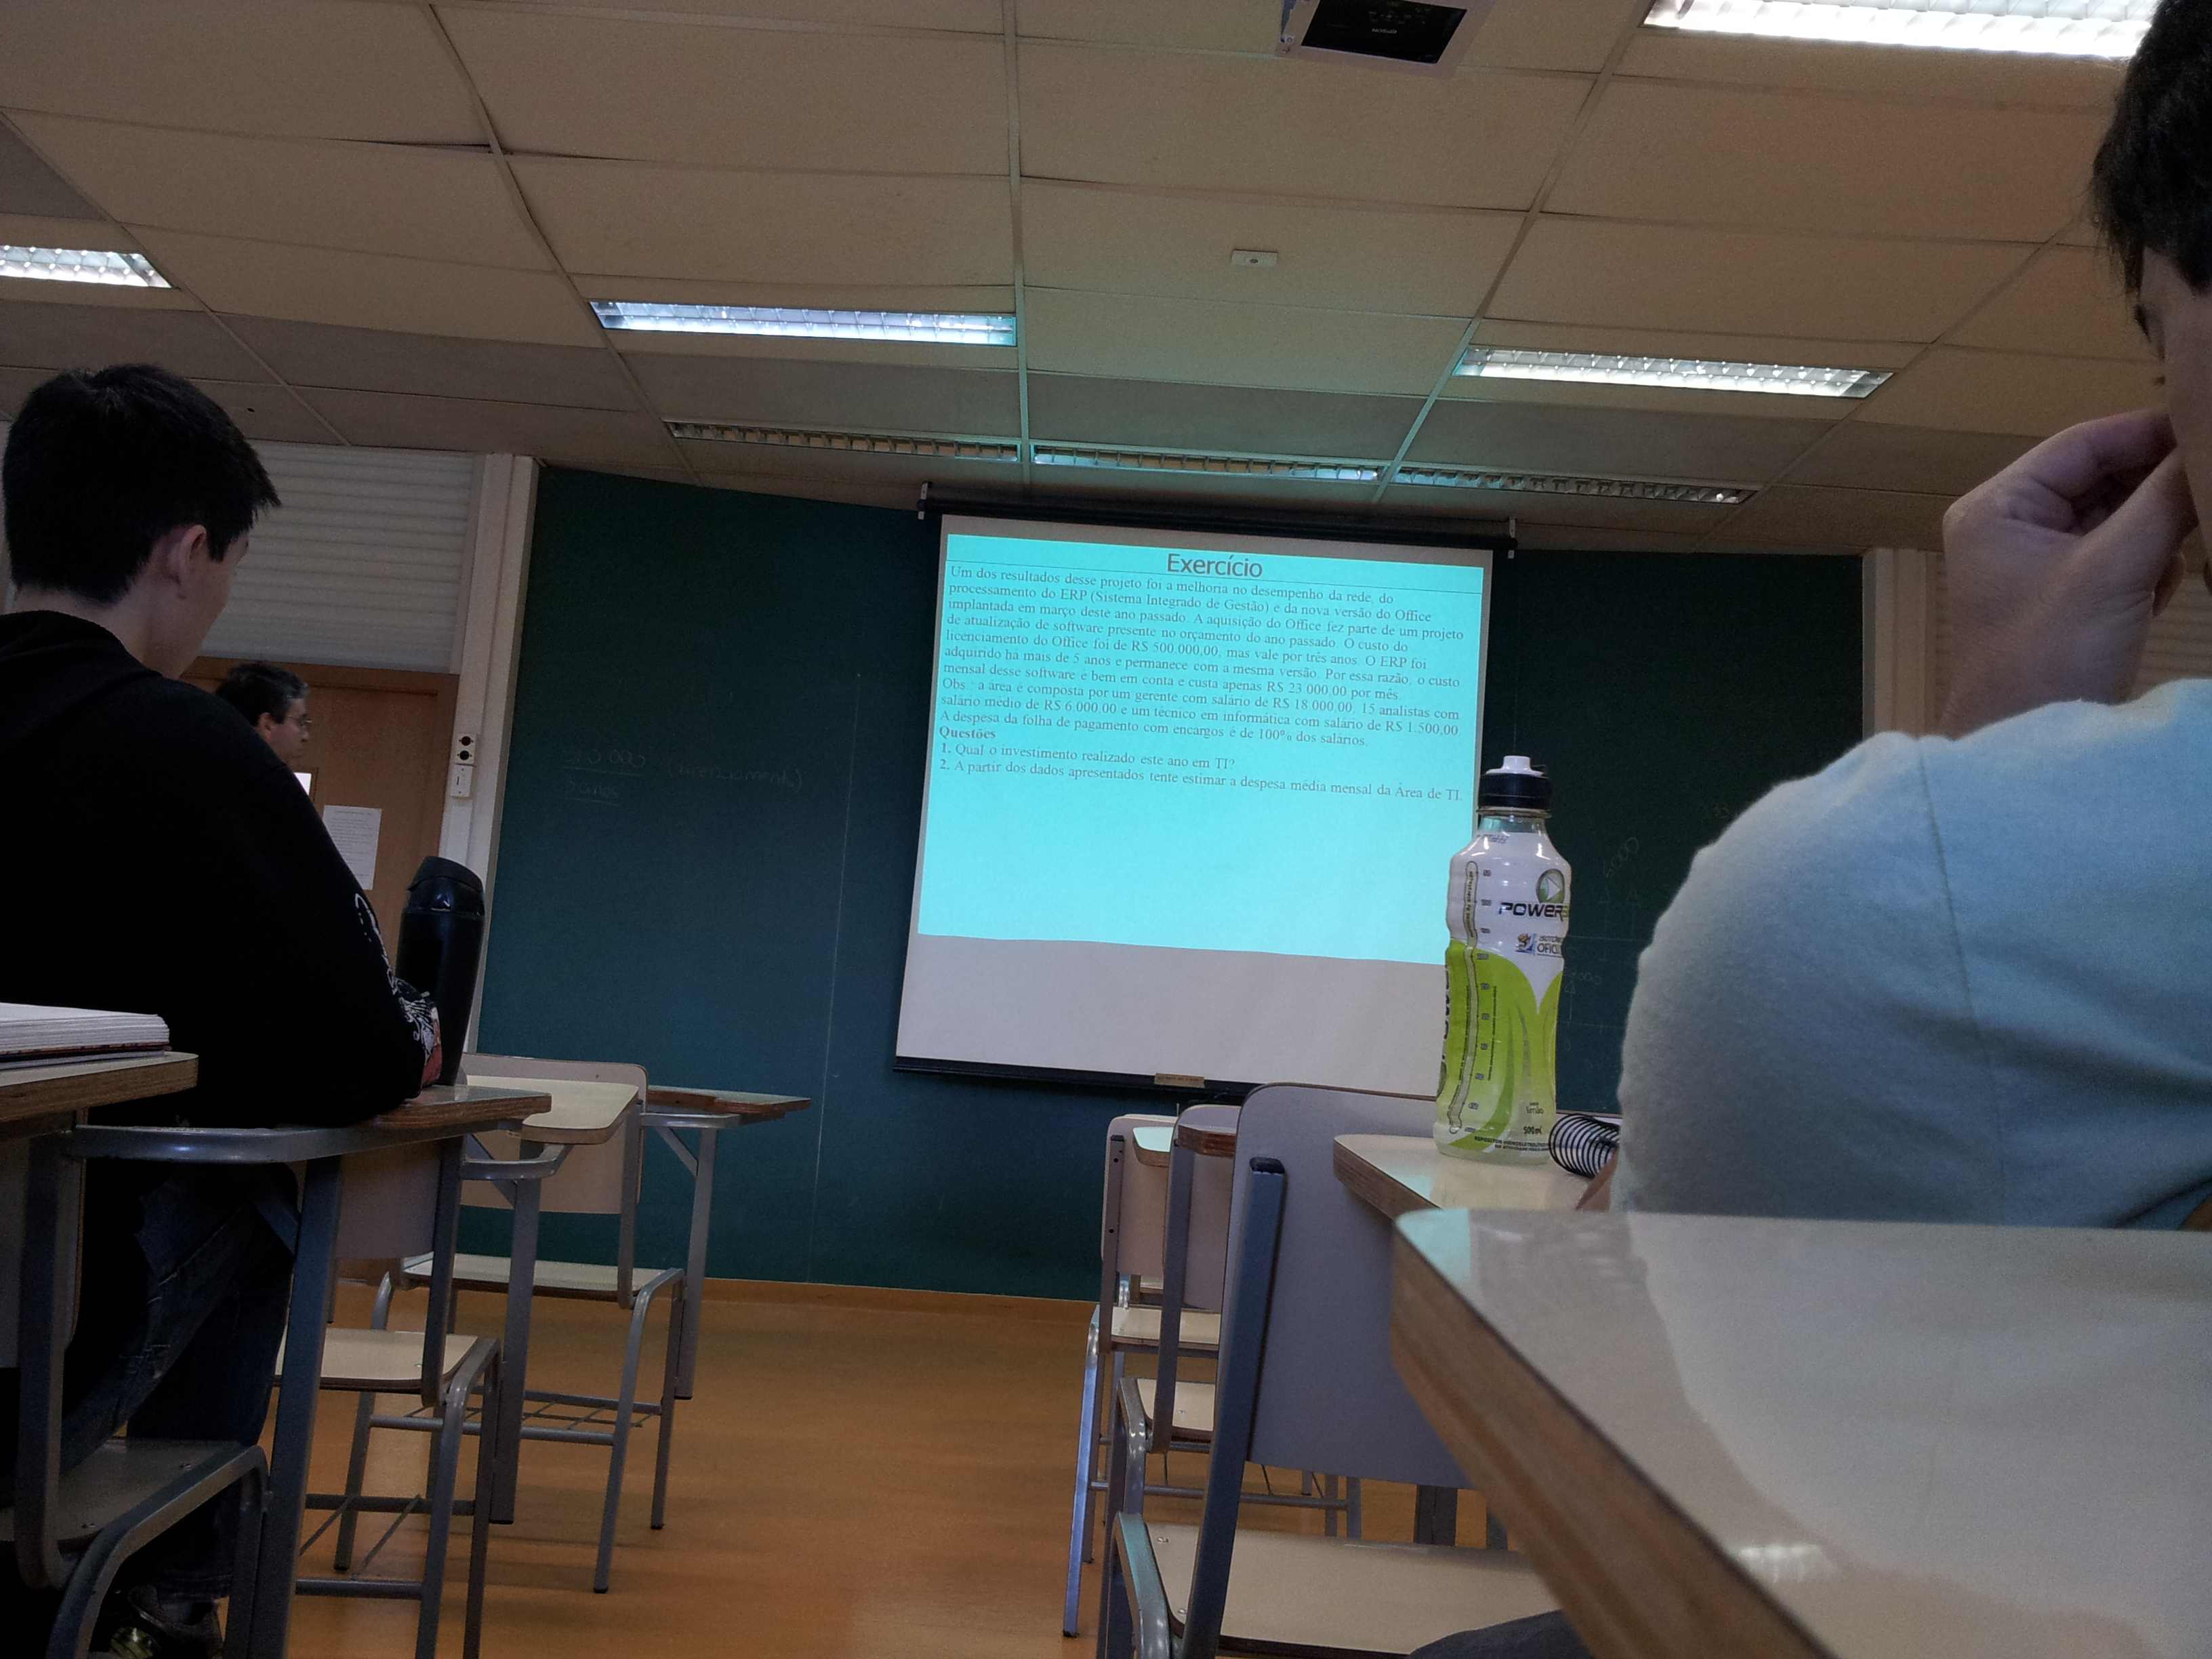 Exercício
Um dos resultados desse projeto foi a melhoria no desempenho da rede, do
processamento do ERP (Sistema Integrado de Gestão) e da nova versão do Office
implantada em março deste ano passado. A aquisição do Office fez parte de um projeto
de atualização de software presente no orçamento do ano passado. O custo do
licenciamento do Office foi de R$ 500.000,00, mas vale por três anos. O ERP foi
adquirido há mais de 5 anos e permanece com a mesma versão. Por essa razão, o custo
mensal desse software é bem em conta e custa apenas R$ 23.000,00 por mês.
Obs.: a área é composta por um gerente com salário de R$ 18.000,00, 15 analistas com
salário médio de R$ 6.000,00 e um técnico em informática com salário de R$ 1.500,00
A despesa da folha de pagamento com encargos é de 100% dos salários.
Questões
1. Qual o investimento realizado este ano em TI?
2. A partir dos dados apresentados tente estimar a despesa média mensal da Área de TI.
POWER
OFIC
limão
500ml
6000